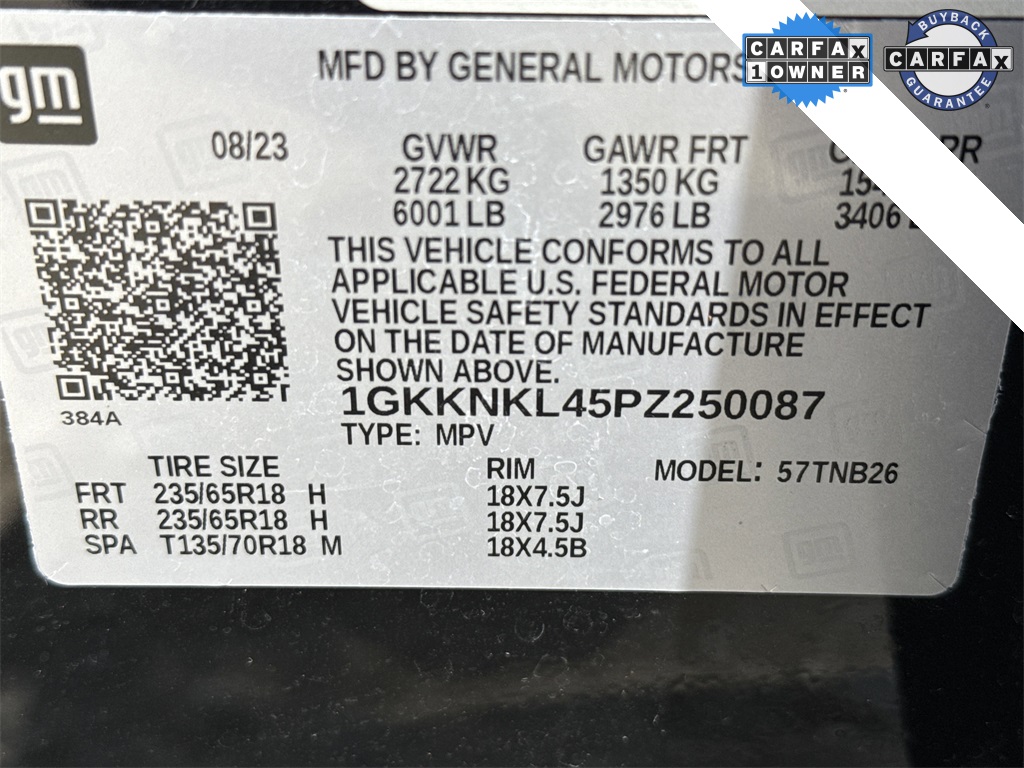 gm
MFD BY GENERAL MOTORS
CARFAX
1 OWNER
BUYBACK
CARFAX
GUARANTEE
08/23
GVWR GAWR FRT RR
2722 KG 1350 KG
6001 LB 2976 LB 3406
THIS VEHICLE CONFORMS TO ALL
APPLICABLE U.S. FEDERAL MOTOR
VEHICLE SAFETY STANDARDS IN EFFECT
ON THE DATE OF MANUFACTURE
SHOWN ABOVE.
1GKKNKL45PZ250087
384A
TYPE: MPV
TIRE SIZE RIM MODEL: 57TNB26
FRT 235/65R18 H 18X7.5J
RR 235/65R18 H 18X7.5J
SPA T135/70R18 M 18X4.5B